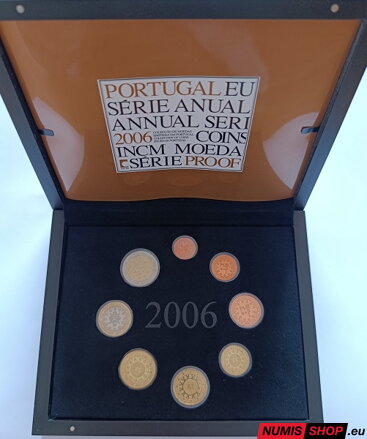 PORTUGAL EU
SÉRIE ANUAL
ANNUAL SERI
2006 COINS
INCM MOEDA
SÉRIE PROOF
2006
NUMIS SHOP.eu